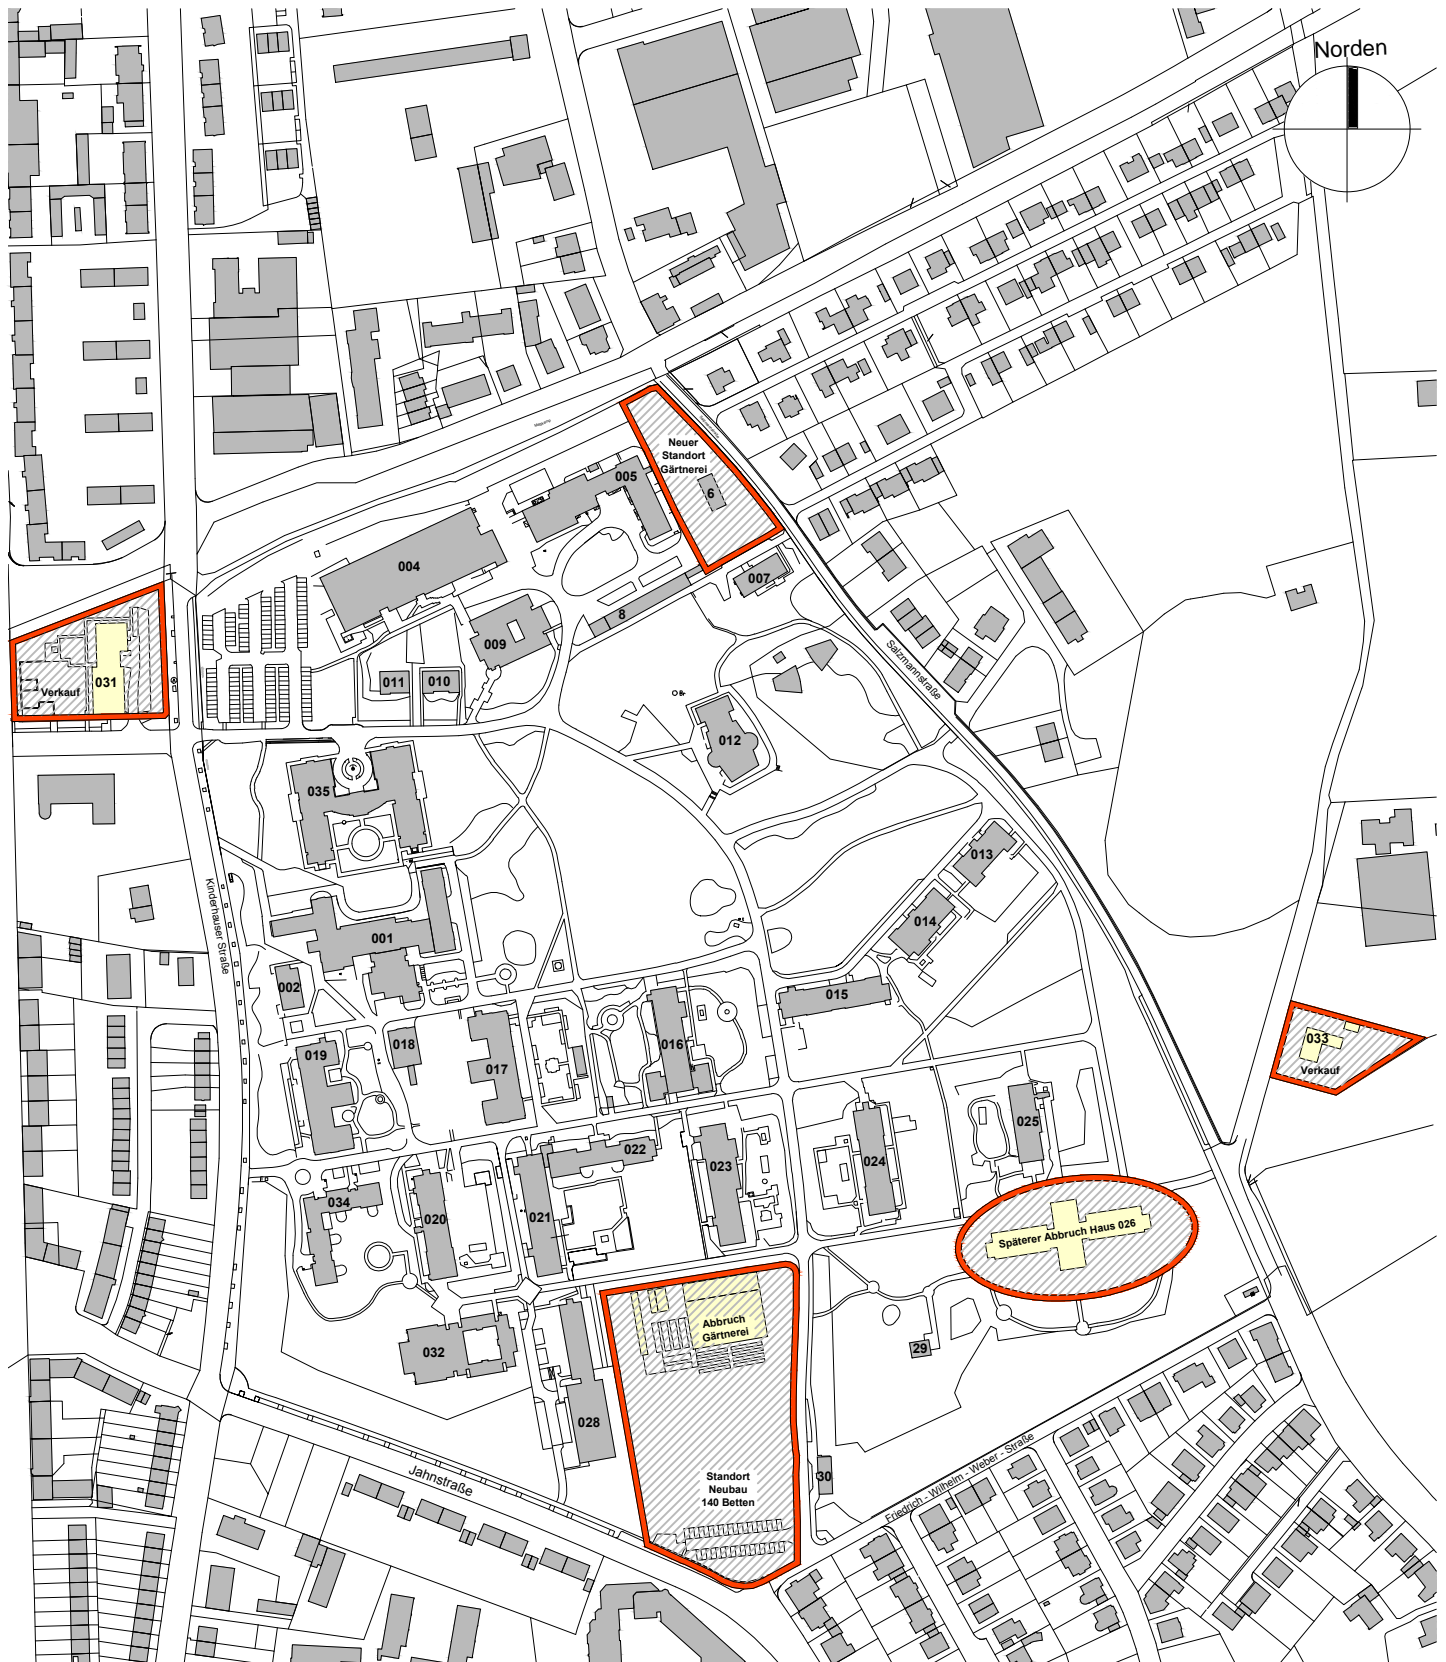 Norden
Neuer
Standort
Gärtnerei
6
005
004
007
8
009
011
010
031
Verkauf
Salzmannstraße
012
035
013
014
Kinderhauser Straße
001
002
015
018
019
016
017
033
Verkauf
025
022
023
024
034
020
021
Späterer Abbruch Haus 026
Abbruch
Gärtnerei
032
29
028
Jahnstraße
Standort
Neubau
140 Betten
30
Friedrich - Wilhelm - Weber - Straße